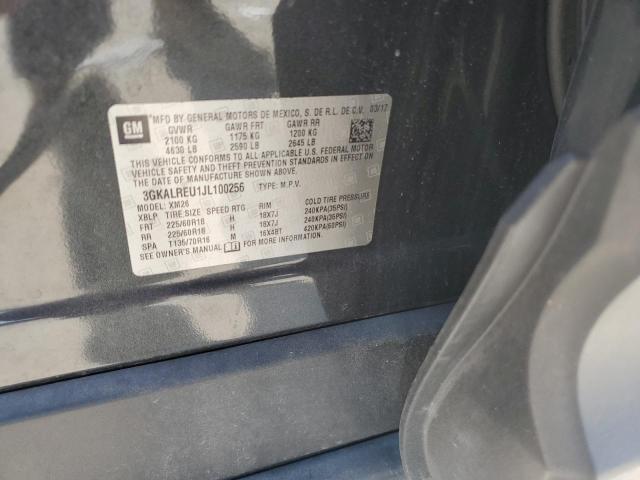 GM
MFD BY GENERAL MOTORS DE MEXICO, S. DE R.L. DE C.V. 03/17
GVWR GAWR FRT GAWR RR
2100 KG 1175 KG 1200 KG
4630 LB 2590 LB 2645 LB
THIS VEHICLE CONFORMS TO ALL APPLICABLE U.S. FEDERAL MOTOR
VEHICLE SAFETY AND THEFT PREVENTION STANDARDS IN EFFECT
ON THE DATE OF MANUFACTURE SHOWN ABOVE.
3GKALREU1JL100256 TYPE: M.P.V.
MODEL: XM26
XBLP TIRE SIZE SPEED RTG RIM COLD TIRE PRESSURE
FRT 225/60R18 H 18X7J 240KPA(35PSI)
RR 225/60R18 H 18X7J 240KPA(35PSI)
SPA T135/70R16 M 16X4BT 420KPA(60PSI)
SEE OWNER'S MANUAL FOR MORE INFORMATION.